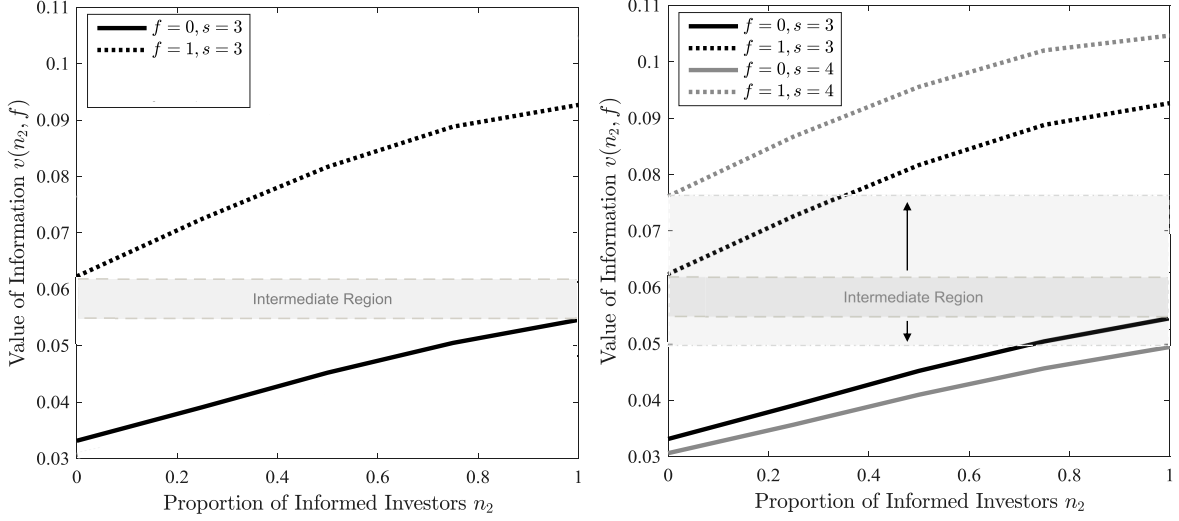 0.11
0.1
0.09
0.08
0.07
0.06
0.05
0.04
0.03
Value of Information v(n₂, f)
f = 0, s = 3
f = 1, s = 3
Intermediate Region
0
0.2
0.4
0.6
0.8
1
Proportion of Informed Investors n₂
0.11
0.1
0.09
0.08
0.07
0.06
0.05
0.04
0.03
Value of Information v(n₂, f)
f = 0, s = 3
f = 1, s = 3
f = 0, s = 4
f = 1, s = 4
Intermediate Region
0
0.2
0.4
0.6
0.8
1
Proportion of Informed Investors n₂